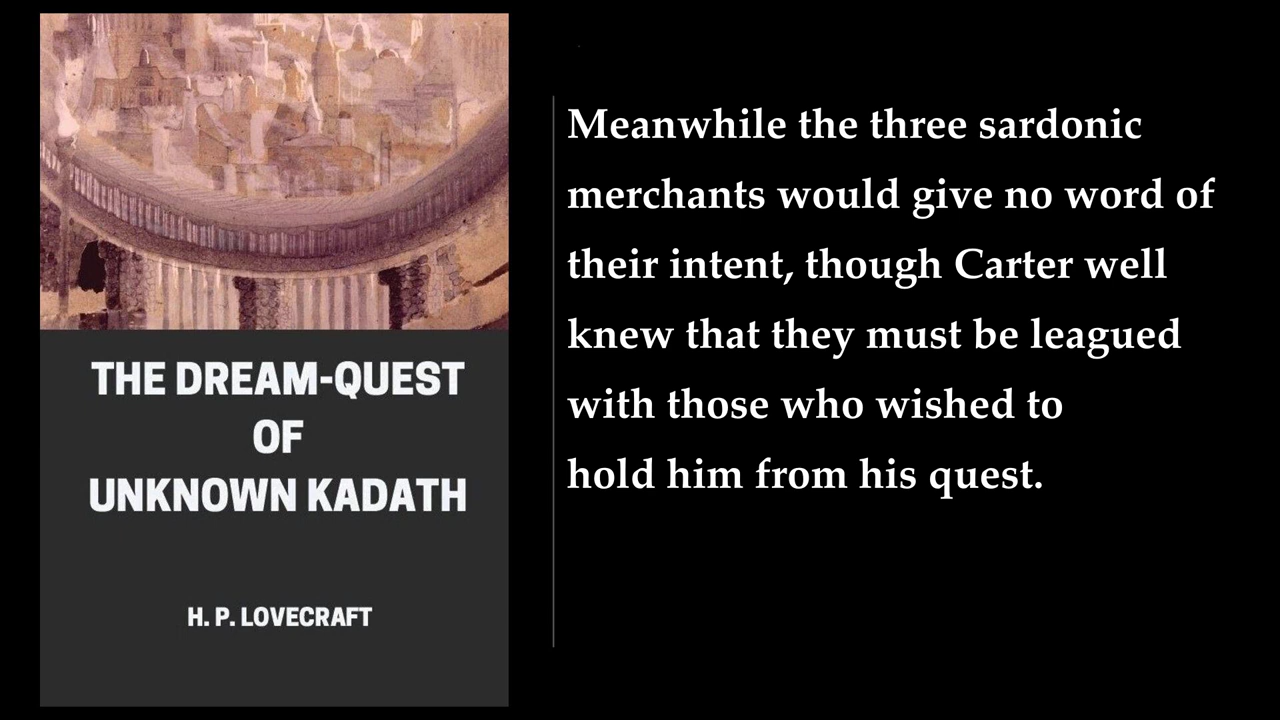 THE DREAM-QUEST
OF
UNKNOWN KADATH
H. P. LOVECRAFT
Meanwhile the three sardonic
merchants would give no word of
their intent, though Carter well
knew that they must be leagued
with those who wished to
hold him from his quest.